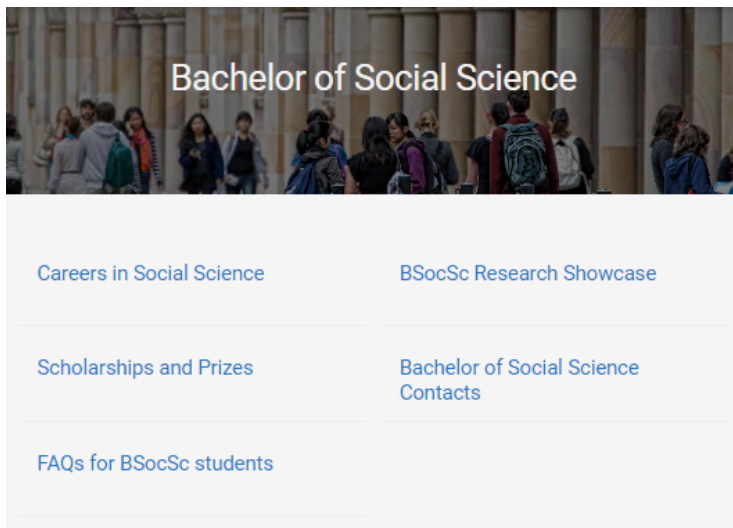 Bachelor of Social Science
Careers in Social Science
BSocSc Research Showcase
Scholarships and Prizes
Bachelor of Social Science
Contacts
FAQs for BSocSc students